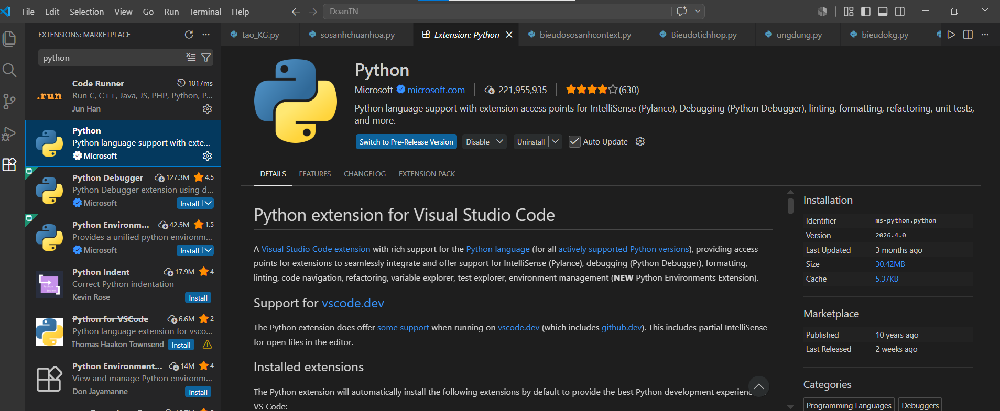 File Edit Selection View Go Run Terminal Help
DoanTN
EXTENSIONS: MARKETPLACE
tao_KG.py
sosanhchuanhoa.py
Extension: Python
bieudososanhcontext.py
Bieudotichhop.py
ungdung.py
bieudokg.py
python
Code Runner 1017ms
.run
Run C, C++, Java, JS, PHP, Python, P...
Jun Han
Python
Python language support with exte...
Microsoft
Python Debugger 127.3M 4.5
Python Debugger extension using d...
Microsoft Install
Python Environm... 42.5M 1.5
Provides a unified python environm...
Microsoft Install
Python Indent 17.9M 4
Correct Python indentation
Kevin Rose Install
Python for VSCode 6.6M 2
Python language extension for vsco...
Thomas Haakon Townsend Install
Python Environment... 14M 4
View and manage Python environm...
Don Jayamanne Install
Python
Microsoft microsoft.com 221,955,935 (630)
Python language support with extension access points for IntelliSense (Pylance), Debugging (Python Debugger), linting, formatting, refactoring, unit tests,
and more.
Switch to Pre-Release Version Disable Uninstall Auto Update
DETAILS FEATURES CHANGELOG EXTENSION PACK
Python extension for Visual Studio Code
A Visual Studio Code extension with rich support for the Python language (for all actively supported Python versions), providing access
points for extensions to seamlessly integrate and offer support for IntelliSense (Pylance), debugging (Python Debugger), formatting,
linting, code navigation, refactoring, variable explorer, test explorer, environment management (NEW Python Environments Extension).
Support for vscode.dev
The Python extension does offer some support when running on vscode.dev (which includes github.dev). This includes partial IntelliSense
for open files in the editor.
Installed extensions
The Python extension will automatically install the following extensions by default to provide the best Python development
VS Code:
Installation
Identifier ms-python.python
Version 2026.4.0
Last Updated 3 months ago
Size 30.42MB
Cache 5.37KB
Marketplace
Published 10 years ago
Last Released 2 weeks ago
Categories
Programming Languages Debuggers